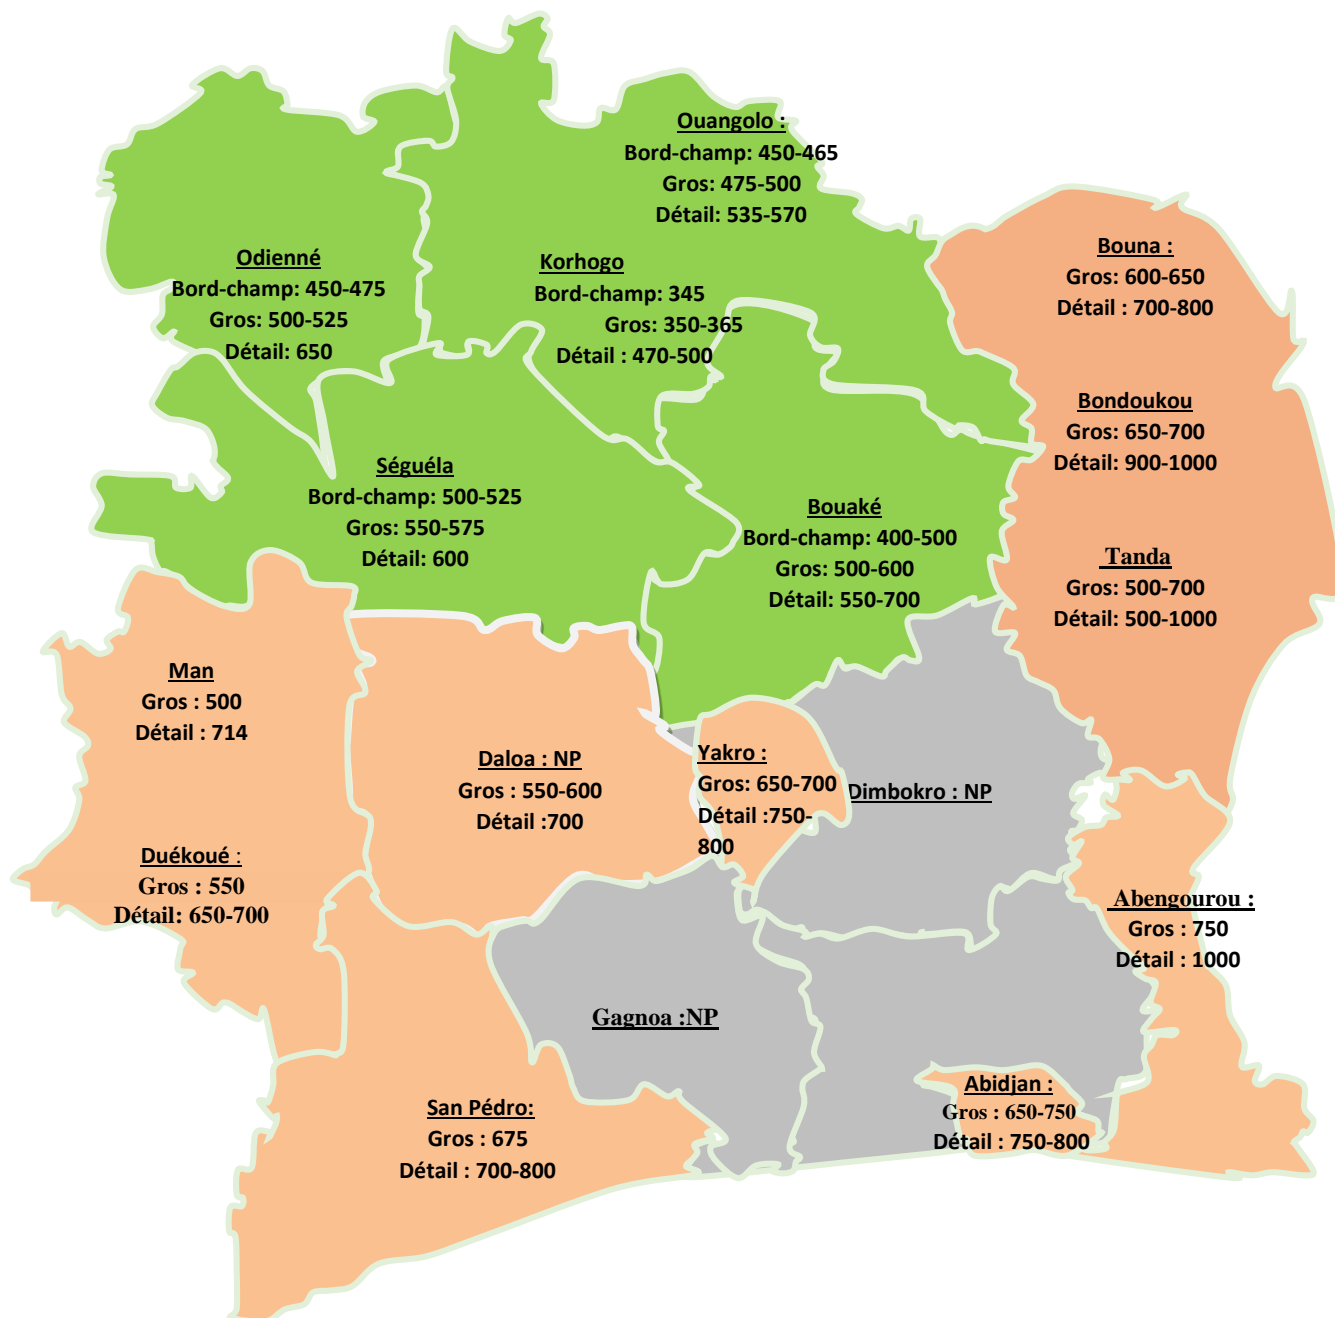 Ouangolo :
Bord-champ: 450-465
Gros: 475-500
Détail: 535-570
Odienné
Bord-champ: 450-475
Gros: 500-525
Détail: 650
Korhogo
Bord-champ: 345
Gros: 350-365
Détail : 470-500
Bouna :
Gros: 600-650
Détail : 700-800
Bondoukou
Gros: 650-700
Détail: 900-1000
Séguéla
Bord-champ: 500-525
Gros: 550-575
Détail: 600
Bouaké
Bord-champ: 400-500
Gros: 500-600
Détail: 550-700
Tanda
Gros: 500-700
Détail: 500-1000
Man
Gros : 500
Détail : 714
Daloa : NP
Gros : 550-600
Détail :700
Yakro :
Gros: 650-700
Détail :750-
800
Dimbokro : NP
Duékoué :
Gros : 550
Détail: 650-700
Abengourou :
Gros : 750
Détail : 1000
Gagnoa :NP
San Pédro:
Gros : 675
Détail : 700-800
Abidjan :
Gros : 650-750
Détail : 750-800